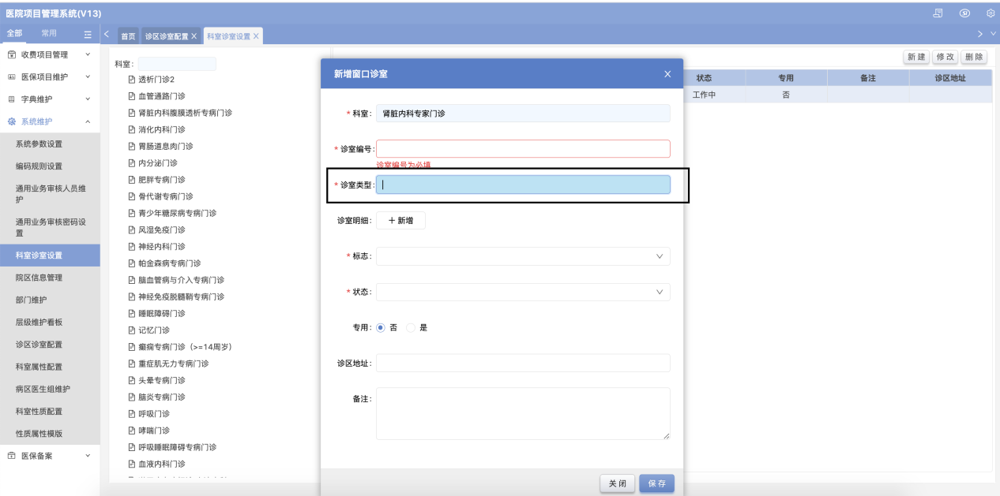 医院项目管理系统(V13)
全部 常用
首页 诊区诊室配置 X 科室诊室设置 X
收费项目管理
医保项目维护
字典维护
系统维护
系统参数设置
编码规则设置
通用业务审核人员维
护
通用业务审核密码设
置
科室诊室设置
院区信息管理
部门维护
层级维护看板
诊区诊室配置
科室属性配置
病区医生组维护
科室性质配置
性质属性模版
医保备案
科室:
透析门诊2
血管通路门诊
肾脏内科腹膜透析专病门诊
消化内科门诊
胃肠道息肉门诊
内分泌门诊
肥胖专病门诊
骨代谢专病门诊
青少年糖尿病专病门诊
风湿免疫门诊
神经内科门诊
帕金森病专病门诊
脑血管病与介入专病门诊
神经免疫脱髓鞘专病门诊
睡眠障碍门诊
记忆门诊
癫痫专病门诊（>=14周岁）
重症肌无力专病门诊
头晕专病门诊
脑炎专病门诊
呼吸门诊
哮喘门诊
呼吸睡眠障碍专病门诊
血液内科门诊
新建 修改 删除
状态 专用 备注 诊区地址
工作中 否
新增窗口诊室
* 科室: 肾脏内科专家门诊
* 诊室编号:
诊室编号为必填
* 诊室类型:
诊室明细: + 新增
* 标志:
* 状态:
专用: 否 是
诊区地址:
备注:
关闭 保存